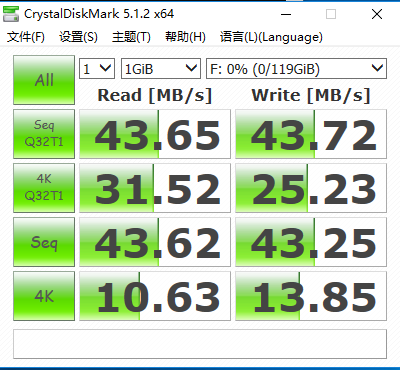 CrystalDiskMark 5.1.2 x64
文件(F) 设置(S) 主题(T) 帮助(H) 语言(L)(Language)
All 1 1GiB F: 0% (0/119GiB)
Read [MB/s] Write [MB/s]
Seq
Q32T1 43.65 43.72
4K
Q32T1 31.52 25.23
Seq 43.62 43.25
4K 10.63 13.85